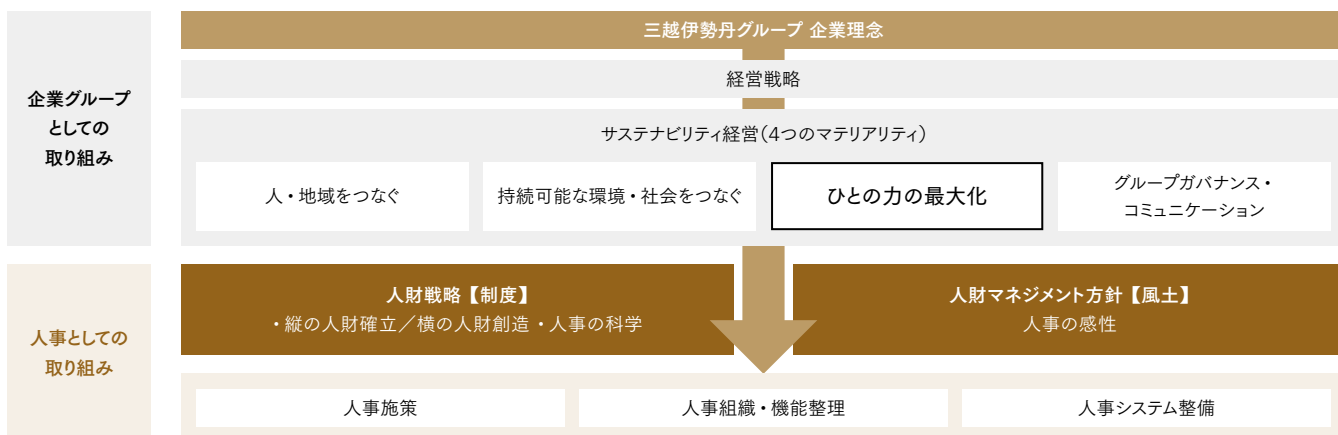 三越伊勢丹グループ 企業理念
企業グループ
としての
取り組み
経営戦略
サステナビリティ経営（4つのマテリアリティ）
人・地域をつなぐ
持続可能な環境・社会をつなぐ
ひとの力の最大化
グループガバナンス・
コミュニケーション
人事としての
取り組み
人財戦略【制度】
・縦の人財確立／横の人財創造 ・人事の科学
人財マネジメント方針【風土】
人事の感性
人事施策
人事組織・機能整理
人事システム整備